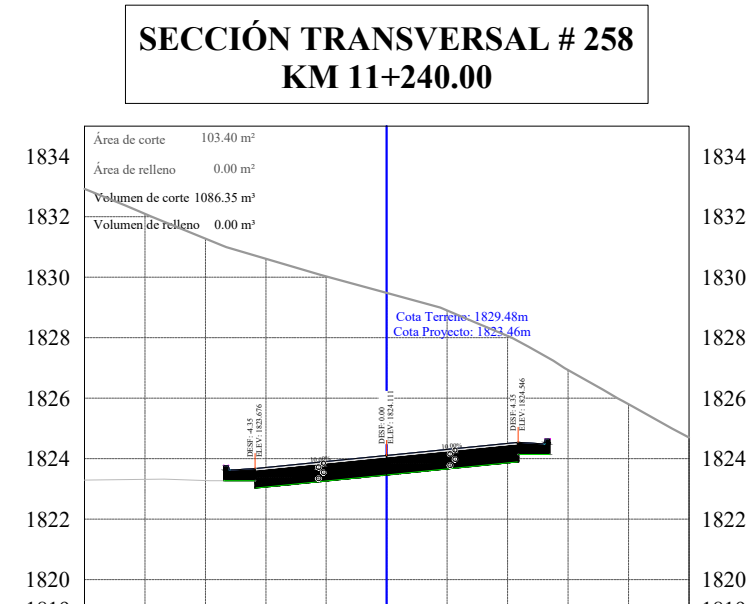 SECCIÓN TRANSVERSAL # 258
KM 11+240.00
Área de corte 103.40 m²
Área de relleno 0.00 m²
Volumen de corte 1086.35 m³
Volumen de relleno 0.00 m³
1834
1834
1832
1832
1830
1830
Cota Terreno: 1829.48m
Cota Proyecto: 1823.46m
1828
1828
1826
1826
DESF: -4.35
ELEV: 1823.676
DESF: 0.00
ELEV: 1824.111
DESF: 4.35
ELEV: 1824.546
10.00%
10.00%
1824
1824
1822
1822
1820
1820